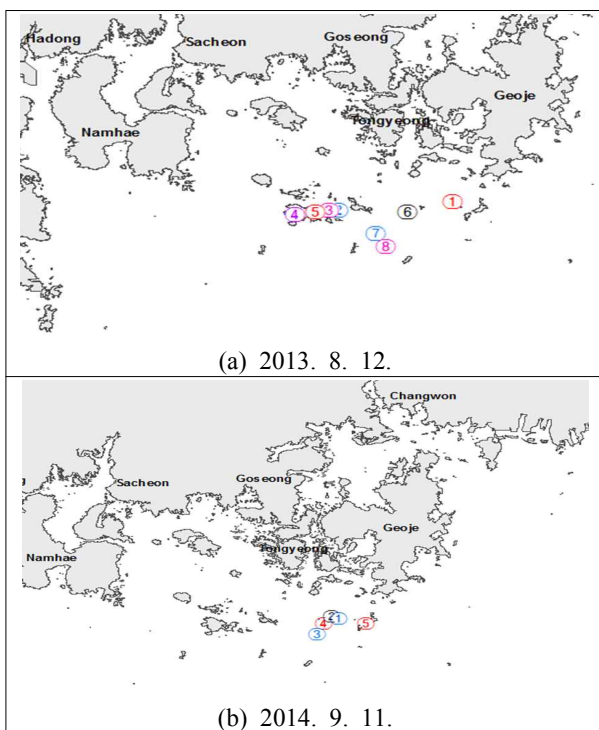 Hadong
Sacheon
Goseong
Geoje
Tongyeong
Namhae
1
4 5 3 2 6
7
8
(a) 2013. 8. 12.
Changwon
Sacheon
Goseong
Geoje
Tongyeong
Namhae
2 1
4 5
3
(b) 2014. 9. 11.